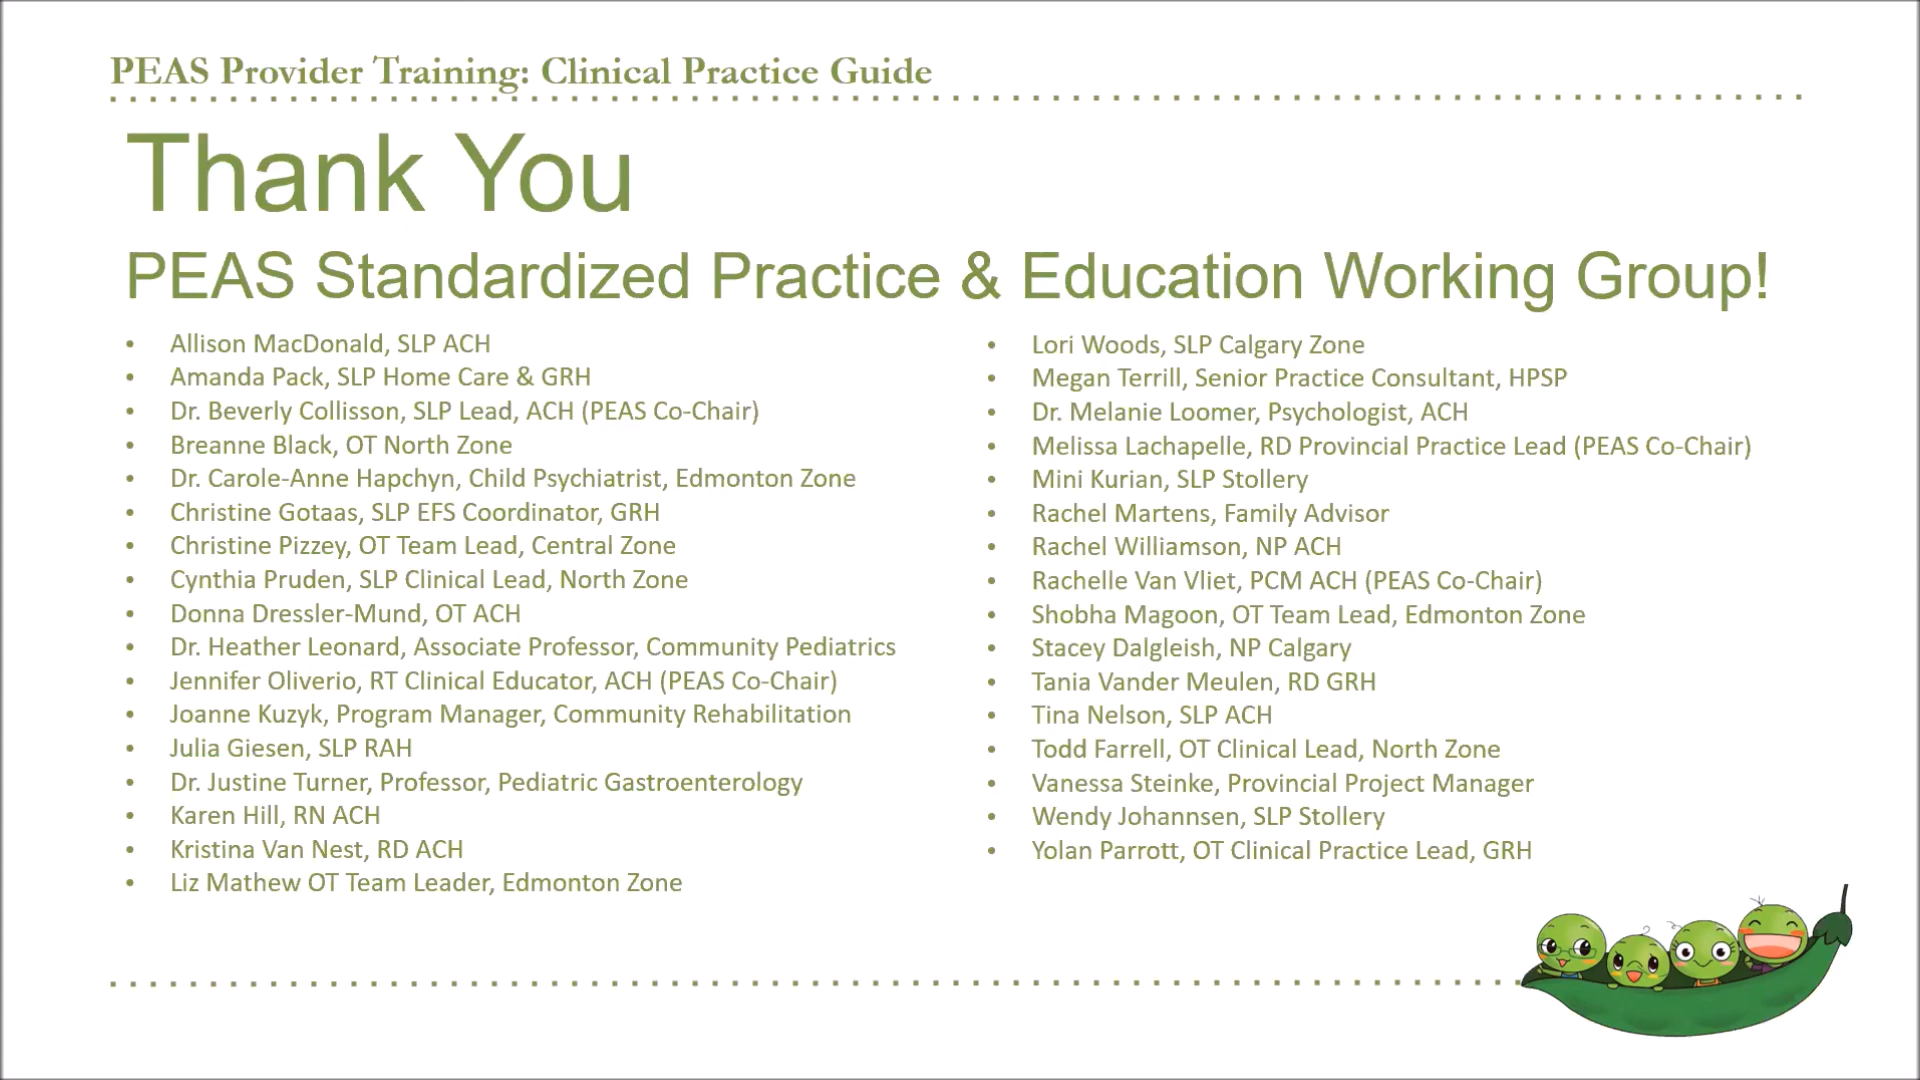 PEAS Provider Training: Clinical Practice Guide
Thank You
PEAS Standardized Practice & Education Working Group!
• Allison MacDonald, SLP ACH
• Amanda Pack, SLP Home Care & GRH
• Dr. Beverly Collisson, SLP Lead, ACH (PEAS Co-Chair)
• Breanne Black, OT North Zone
• Dr. Carole-Anne Hapchyn, Child Psychiatrist, Edmonton Zone
• Christine Gotaas, SLP EFS Coordinator, GRH
• Christine Pizzey, OT Team Lead, Central Zone
• Cynthia Pruden, SLP Clinical Lead, North Zone
• Donna Dressler-Mund, OT ACH
• Dr. Heather Leonard, Associate Professor, Community Pediatrics
• Jennifer Oliverio, RT Clinical Educator, ACH (PEAS Co-Chair)
• Joanne Kuzyk, Program Manager, Community Rehabilitation
• Julia Giesen, SLP RAH
• Dr. Justine Turner, Professor, Pediatric Gastroenterology
• Karen Hill, RN ACH
• Kristina Van Nest, RD ACH
• Liz Mathew OT Team Leader, Edmonton Zone
• Lori Woods, SLP Calgary Zone
• Megan Terrill, Senior Practice Consultant, HPSP
• Dr. Melanie Loomer, Psychologist, ACH
• Melissa Lachapelle, RD Provincial Practice Lead (PEAS Co-Chair)
• Mini Kurian, SLP Stollery
• Rachel Martens, Family Advisor
• Rachel Williamson, NP ACH
• Rachelle Van Vliet, PCM ACH (PEAS Co-Chair)
• Shobha Magoon, OT Team Lead, Edmonton Zone
• Stacey Dalgleish, NP Calgary
• Tania Vander Meulen, RD GRH
• Tina Nelson, SLP ACH
• Todd Farrell, OT Clinical Lead, North Zone
• Vanessa Steinke, Provincial Project Manager
• Wendy Johannsen, SLP Stollery
• Yolan Parrott, OT Clinical Practice Lead, GRH